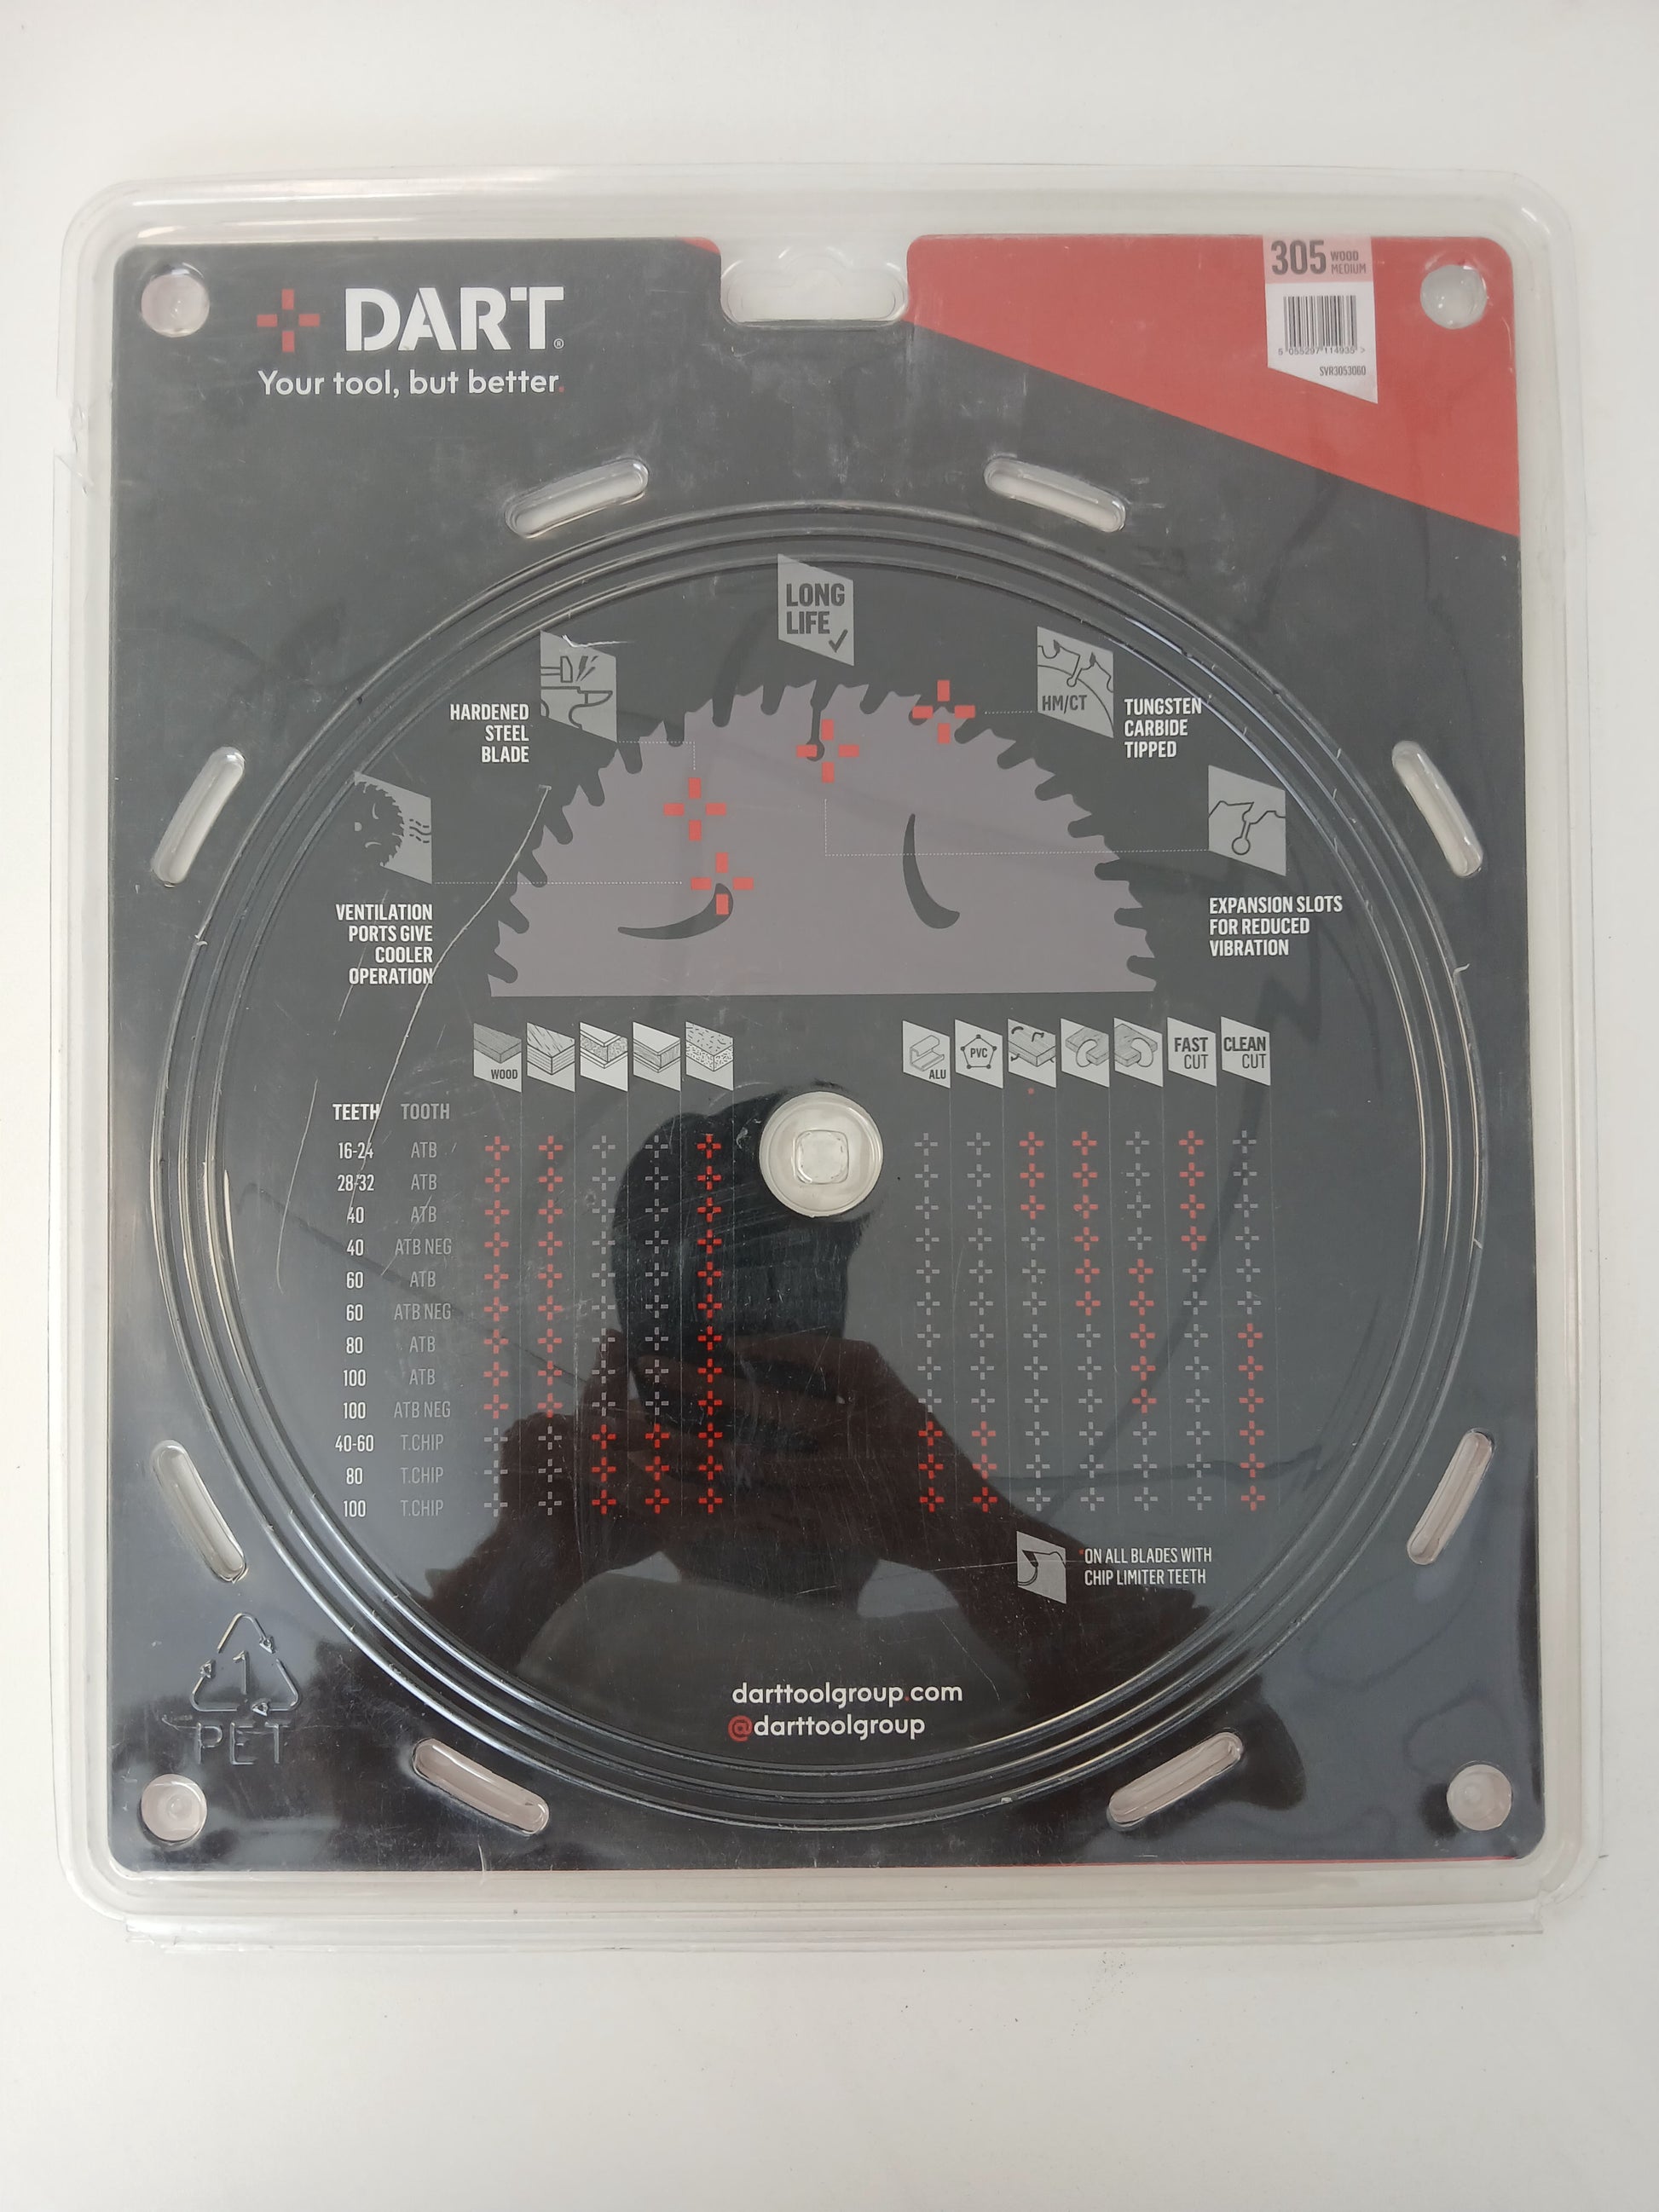 DART®
Your tool, but better.
305 WOOD MEDIUM
5 055297 114935 >
SVR3053060
LONG
LIFE
HARDENED
STEEL
BLADE
HM/CT
TUNGSTEN
CARBIDE
TIPPED
VENTILATION
PORTS GIVE
COOLER
OPERATION
EXPANSION SLOTS
FOR REDUCED
VIBRATION
WOOD ALU PVC FAST CUT CLEAN CUT
TEETH TOOTH
16-24 ATB
28-32 ATB
40 ATB
40 ATB NEG
60 ATB
60 ATB NEG
80 ATB
100 ATB
100 ATB NEG
40-60 T.CHIP
80 T.CHIP
100 T.CHIP
*ON ALL BLADES WITH
CHIP LIMITER TEETH
darttoolgroup.com
@darttoolgroup
1
PET